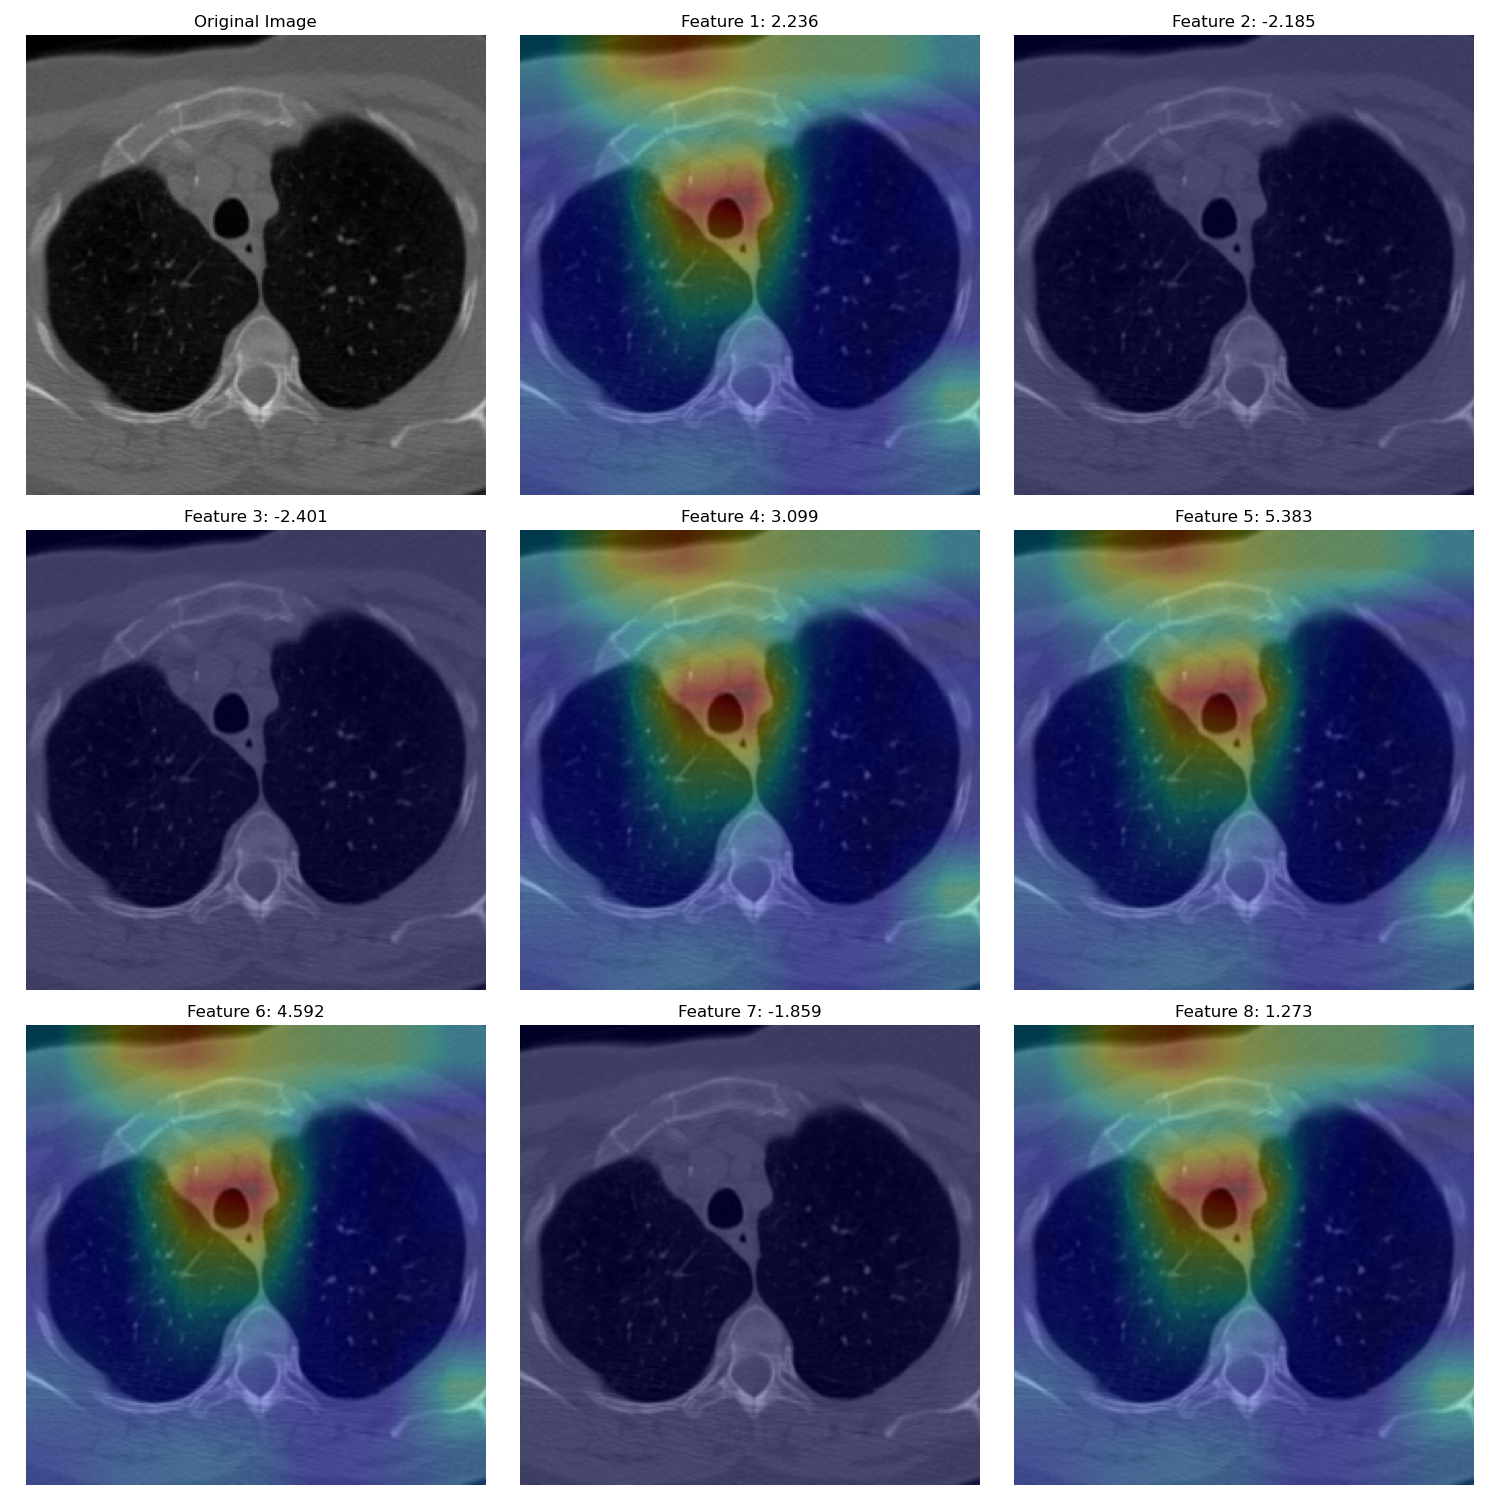 Original Image
Feature 1: 2.236
Feature 2: -2.185
Feature 3: -2.401
Feature 4: 3.099
Feature 5: 5.383
Feature 6: 4.592
Feature 7: -1.859
Feature 8: 1.273